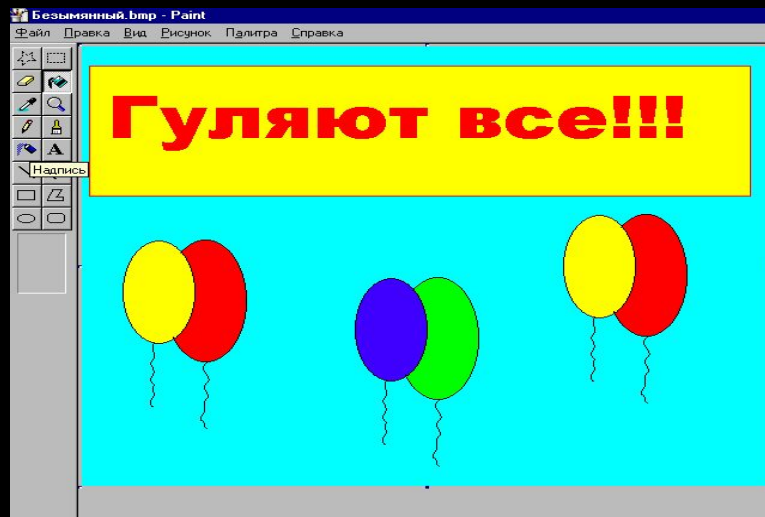 Безымянный.bmp - Paint
Файл Правка Вид Рисунок Палитра Справка
Гуляют все!!!
A
Надпись